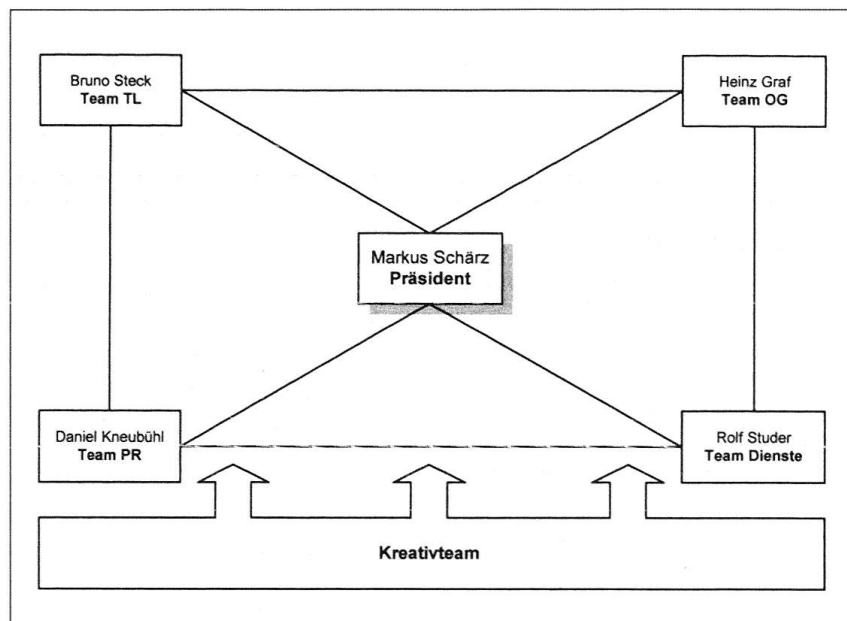 Bruno Steck
Team TL
Heinz Graf
Team OG
Markus Schärz
Präsident
Daniel Kneubühl
Team PR
Rolf Studer
Team Dienste
Kreativteam